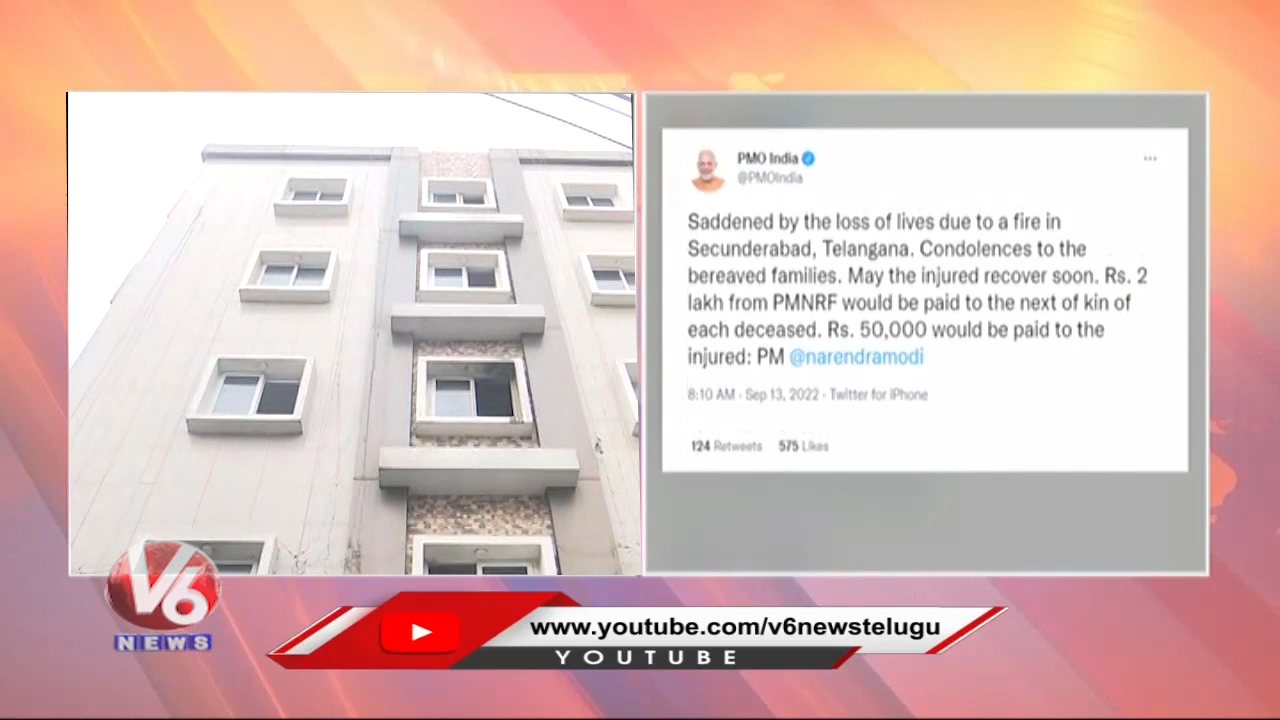 PMO India
@PMOIndia
Saddened by the loss of lives due to a fire in
Secunderabad, Telangana. Condolences to the
bereaved families. May the injured recover soon. Rs. 2
lakh from PMNRF would be paid to the next of kin of
each deceased. Rs. 50,000 would be paid to the
injured: PM @narendramodi
8:10 AM · Sep 13, 2022 · Twitter for iPhone
124 Retweets 575 Likes
V6
NEWS
www.youtube.com/v6newstelugu
YOUTUBE